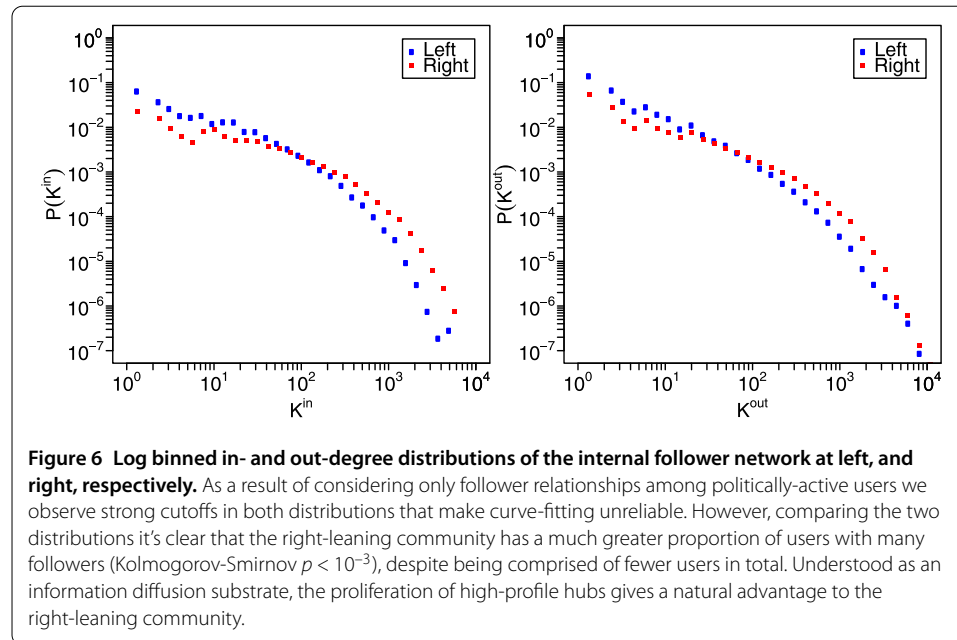 10⁰
10⁻¹
10⁻²
10⁻³
10⁻⁴
10⁻⁵
10⁻⁶
10⁻⁷
P(Kⁱⁿ)
Left
Right
10⁰ 10¹ 10² 10³ 10⁴
Kⁱⁿ
10⁰
10⁻¹
10⁻²
10⁻³
10⁻⁴
10⁻⁵
10⁻⁶
10⁻⁷
P(Kᵒᵘᵗ)
Left
Right
10⁰ 10¹ 10² 10³ 10⁴
Kᵒᵘᵗ
Figure 6 Log binned in- and out-degree distributions of the internal follower network at left, and
right, respectively. As a result of considering only follower relationships among politically-active users we
observe strong cutoffs in both distributions that make curve-fitting unreliable. However, comparing the two
distributions it's clear that the right-leaning community has a much greater proportion of users with many
followers (Kolmogorov-Smirnov p < 10⁻³), despite being comprised of fewer users in total. Understood as an
information diffusion substrate, the proliferation of high-profile hubs gives a natural advantage to the
right-leaning community.